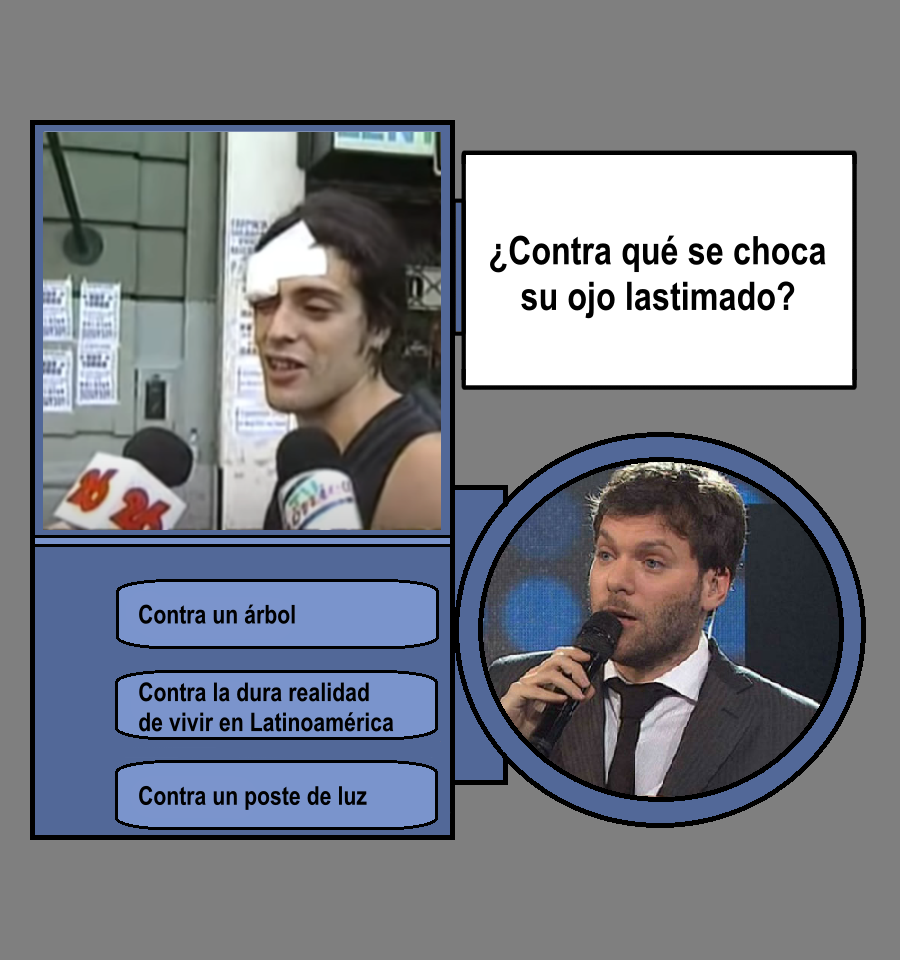 ¿Contra qué se choca
su ojo lastimado?
26
26
Contra un árbol
Contra la dura realidad
de vivir en Latinoamérica
Contra un poste de luz